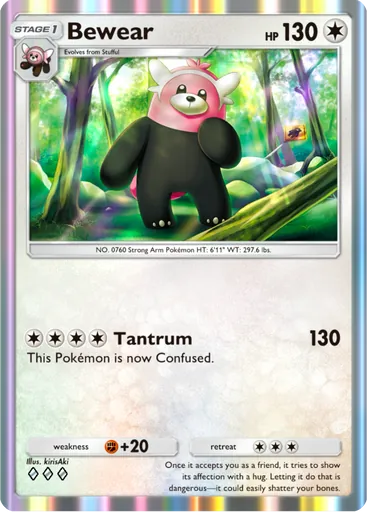 STAGE 1
Bewear
HP 130
Evolves from Stufful
NO. 0760 Strong Arm Pokémon HT: 6'11" WT: 297.6 lbs.
Tantrum 130
This Pokémon is now Confused.
weakness +20 retreat
Illus. kirisAki
Once it accepts you as a friend, it tries to show
its affection with a hug. Letting it do that is
dangerous—it could easily shatter your bones.